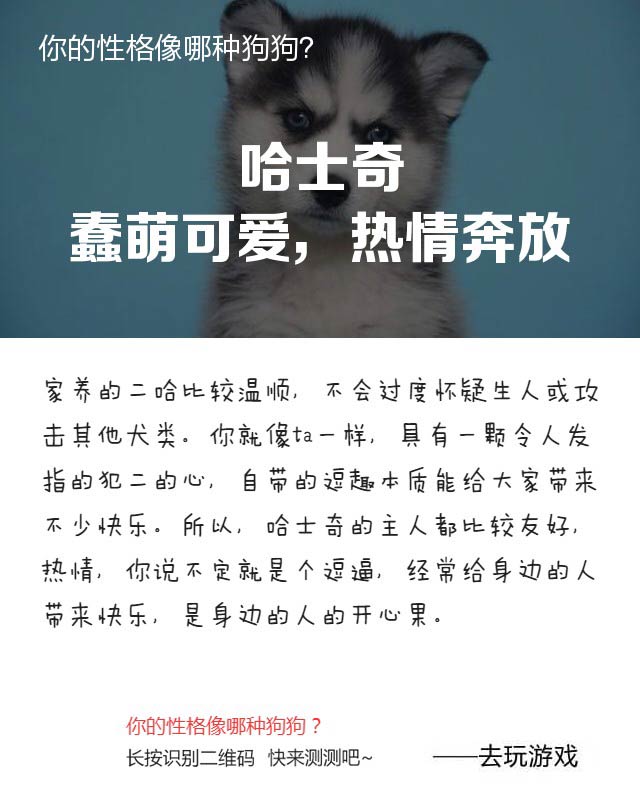 你的性格像哪种狗狗?
哈士奇
蠢萌可爱，热情奔放
家养的二哈比较温顺，不会过度怀疑生人或攻
击其他犬类。你就像ta一样，具有一颗令人发
指的犯二的心，自带的逗趣本质能给大家带来
不少快乐。所以，哈士奇的主人都比较友好，
热情，你说不定就是个逗逼，经常给身边的人
带来快乐，是身边的人的开心果。
你的性格像哪种狗狗？
长按识别二维码 快来测测吧~
——去玩游戏